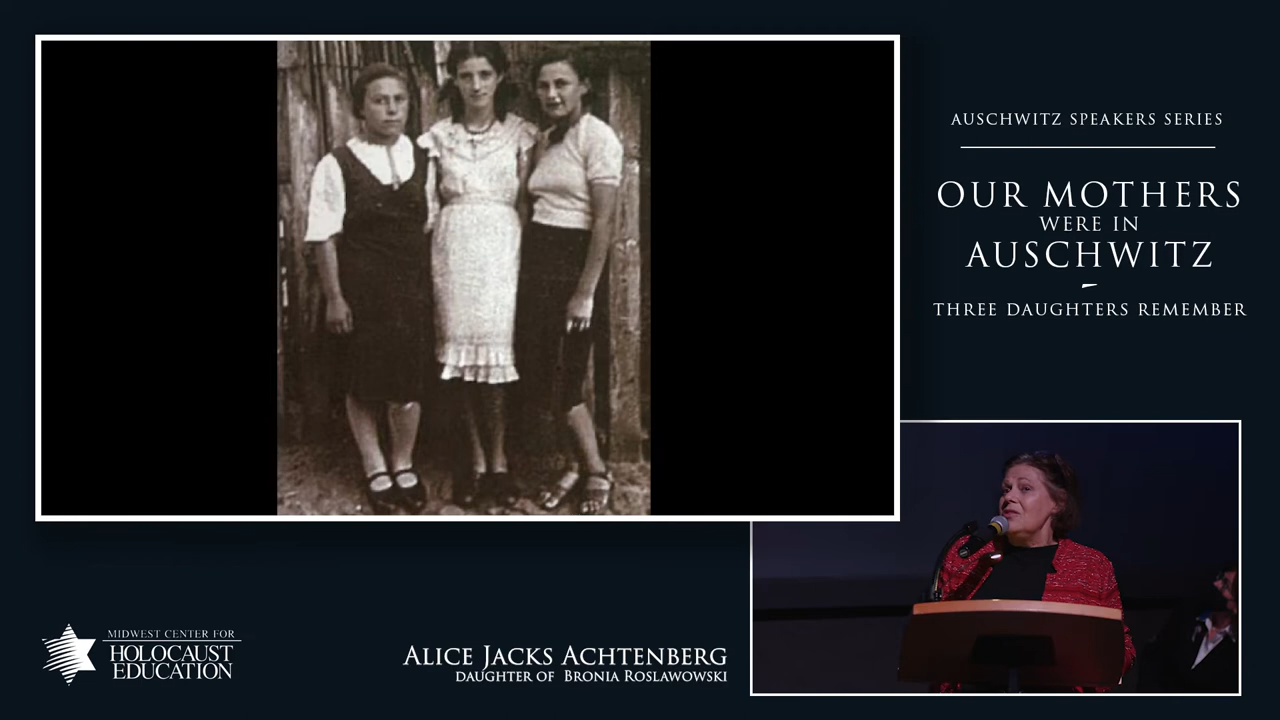 AUSCHWITZ SPEAKERS SERIES
OUR MOTHERS
WERE IN
AUSCHWITZ
THREE DAUGHTERS REMEMBER
MIDWEST CENTER FOR
HOLOCAUST
EDUCATION
ALICE JACKS ACHTENBERG
DAUGHTER OF BRONIA ROSLAWOWSKI